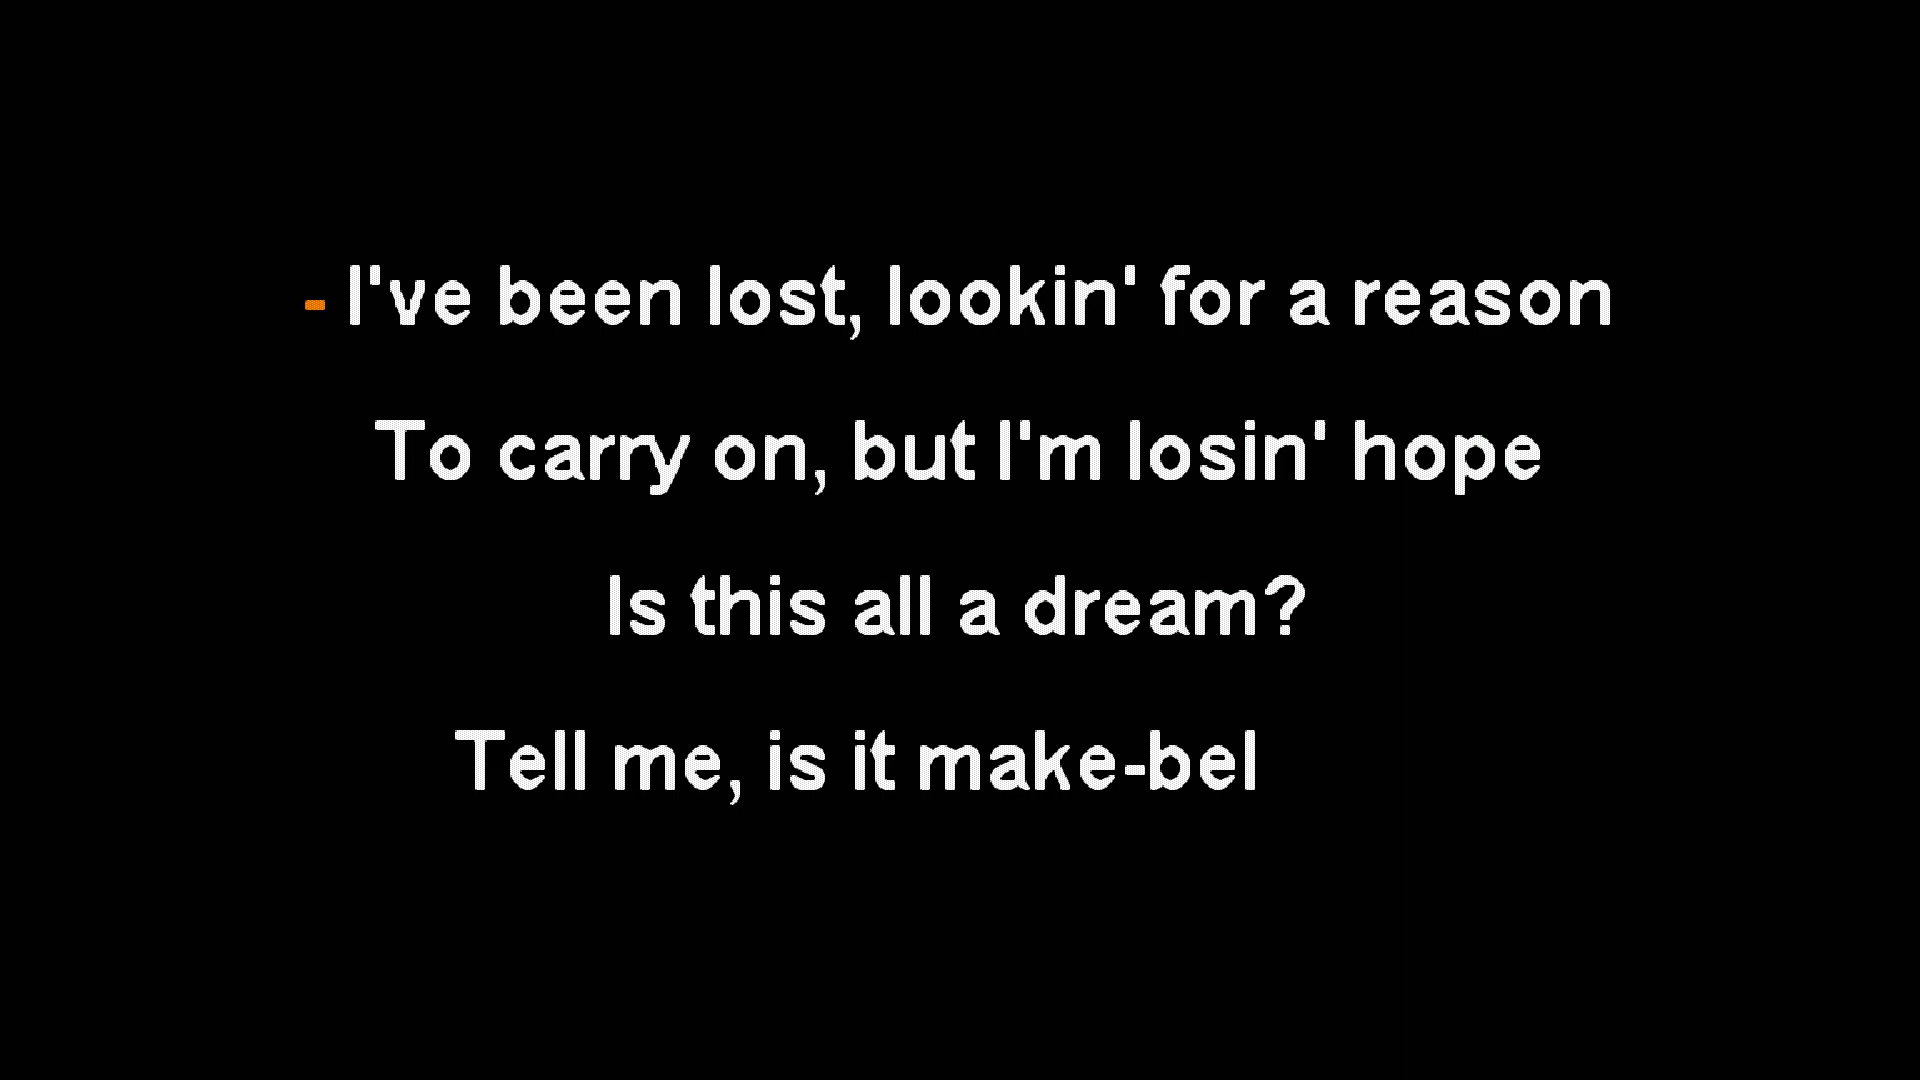 - I've been lost, lookin' for a reason
To carry on, but I'm losin' hope
Is this all a dream?
Tell me, is it make-bel